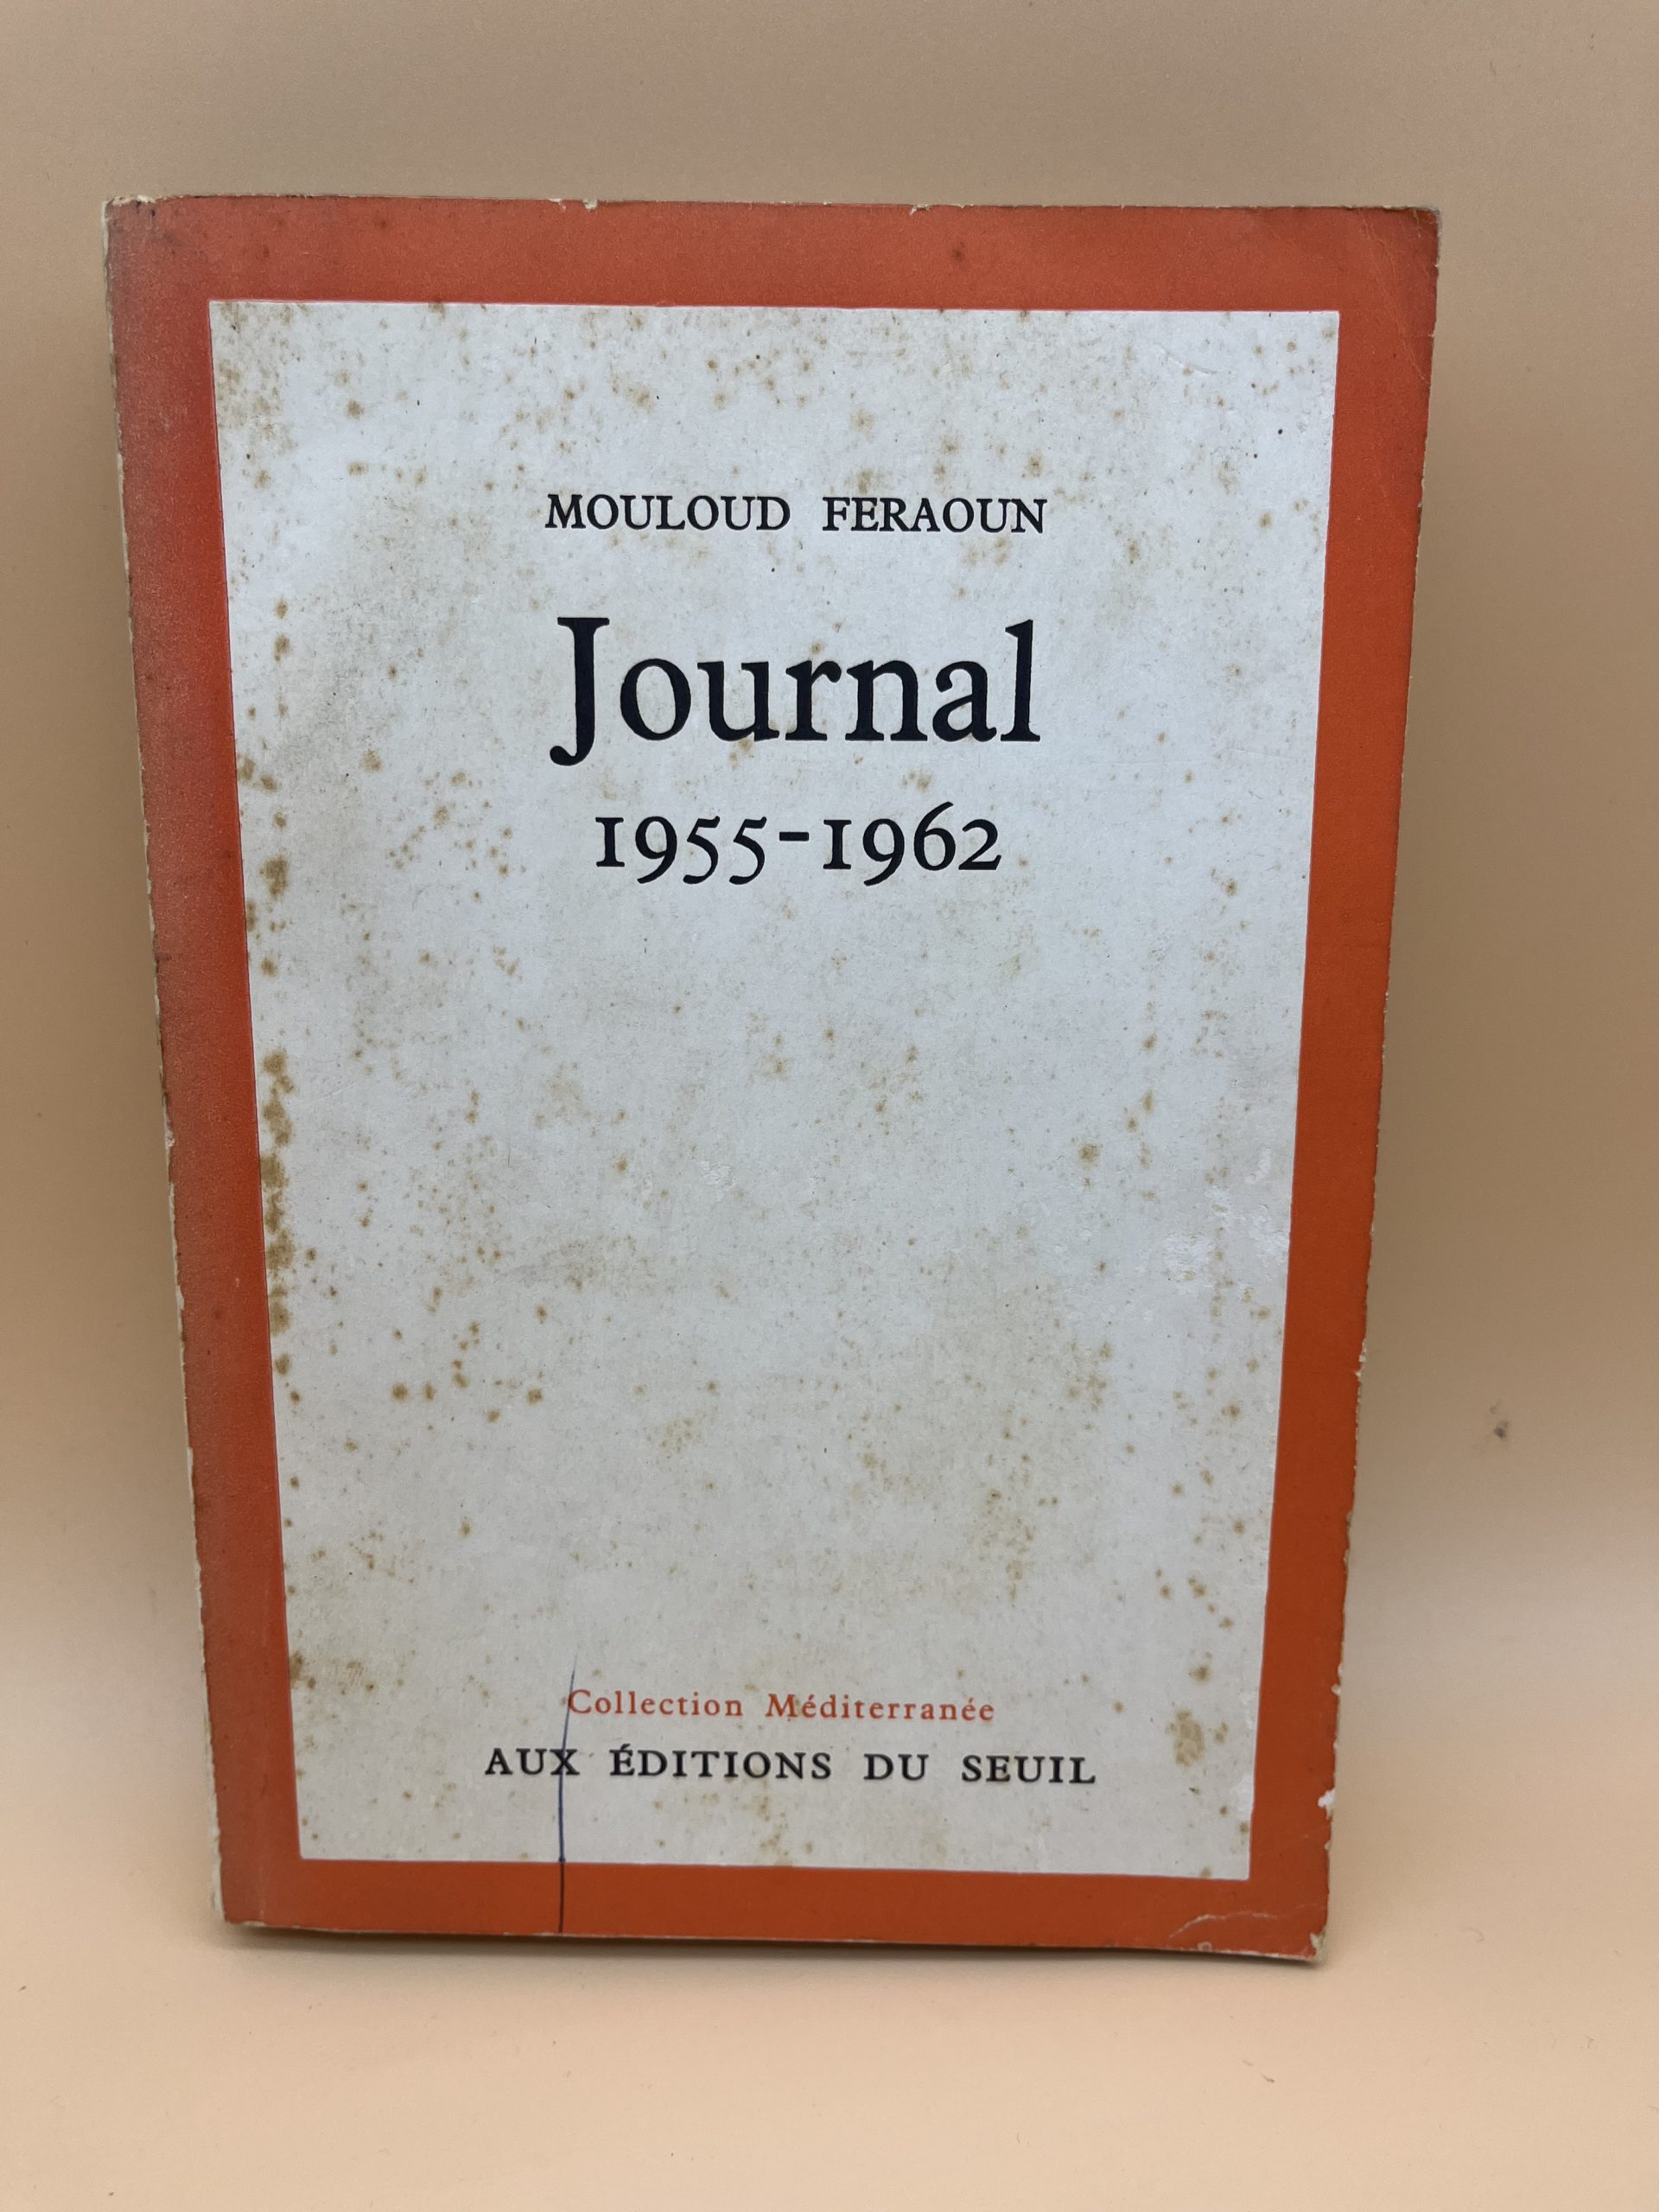 MOULOUD FERAOUN
Journal
1955-1962
Collection Méditerranée
AUX ÉDITIONS DU SEUIL